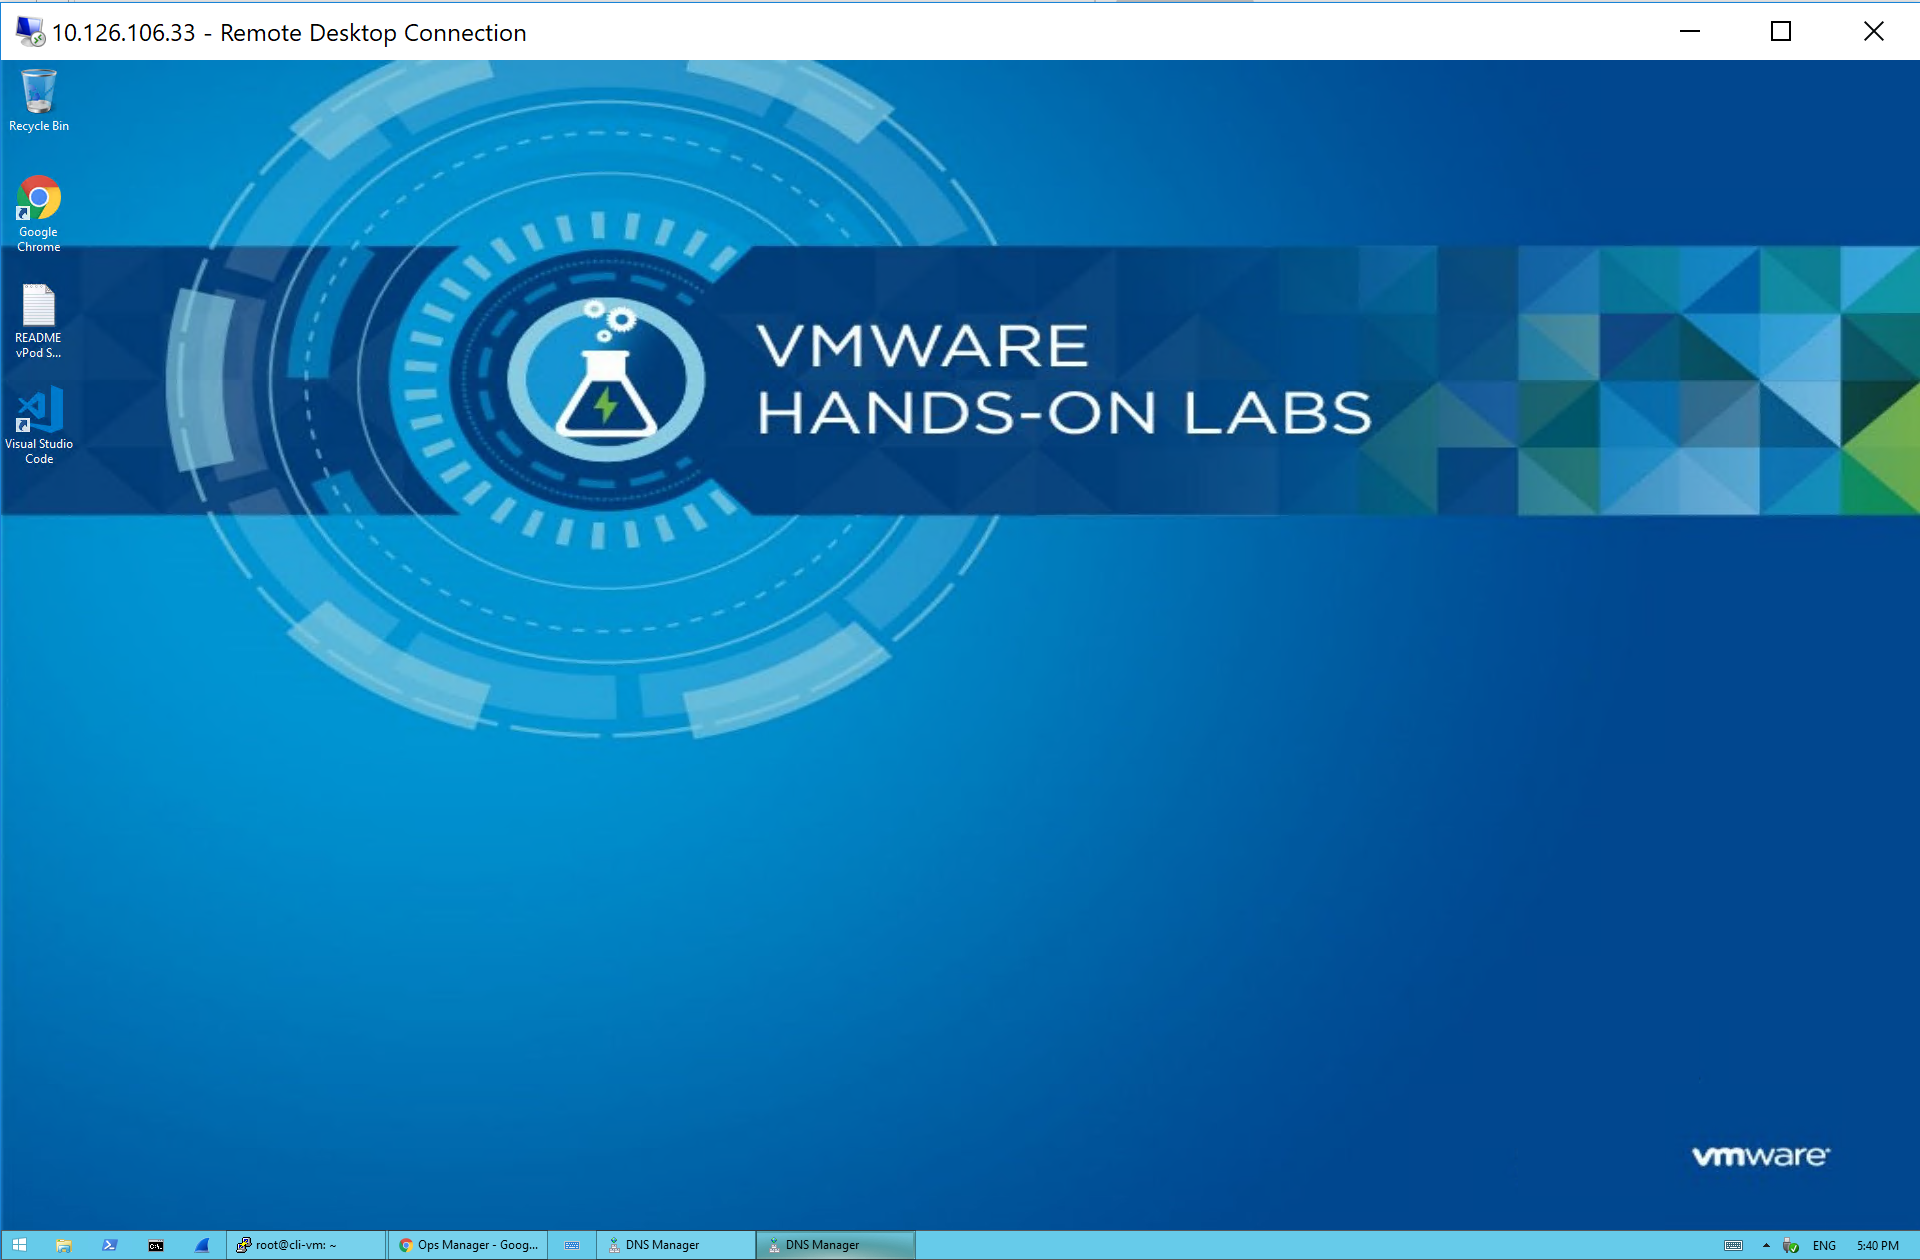 10.126.106.33 - Remote Desktop Connection
Recycle Bin
Google
Chrome
README
vPod S...
Visual Studio
Code
VMWARE
HANDS-ON LABS
vmware
root@cli-vm: ~
Ops Manager - Goog...
DNS Manager
DNS Manager
ENG
5:40 PM